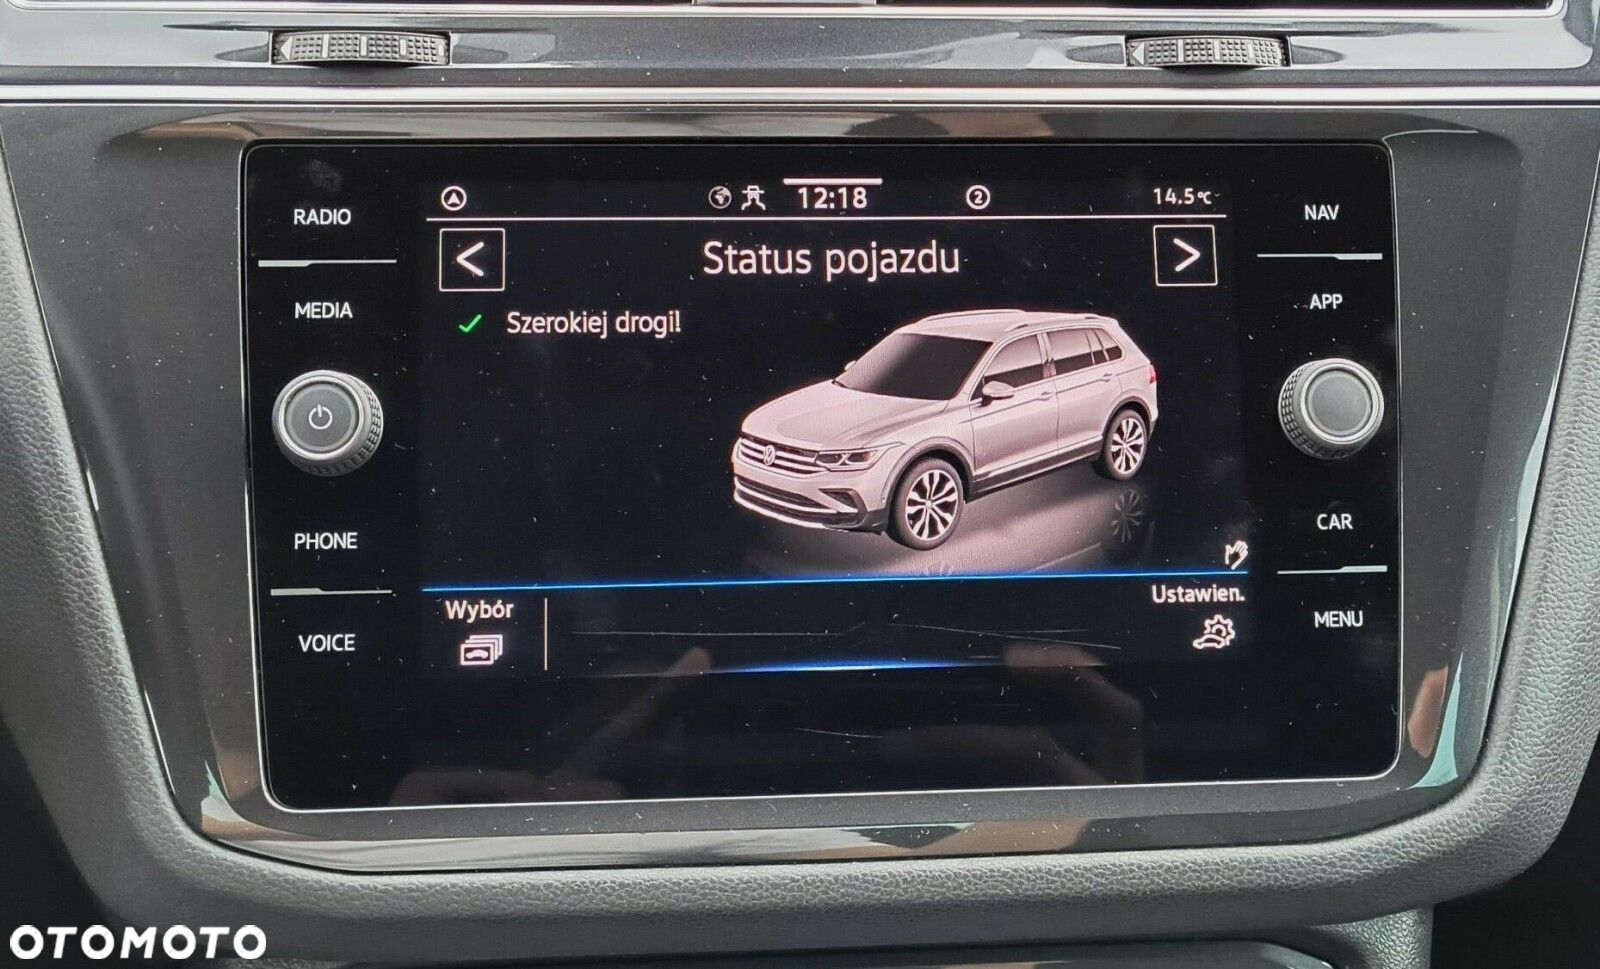 RADIO
MEDIA
PHONE
VOICE
12:18
2
14.5°C
Status pojazdu
Szerokiej drogi!
Wybór
Ustawien.
NAV
APP
CAR
MENU
OTOMOTO